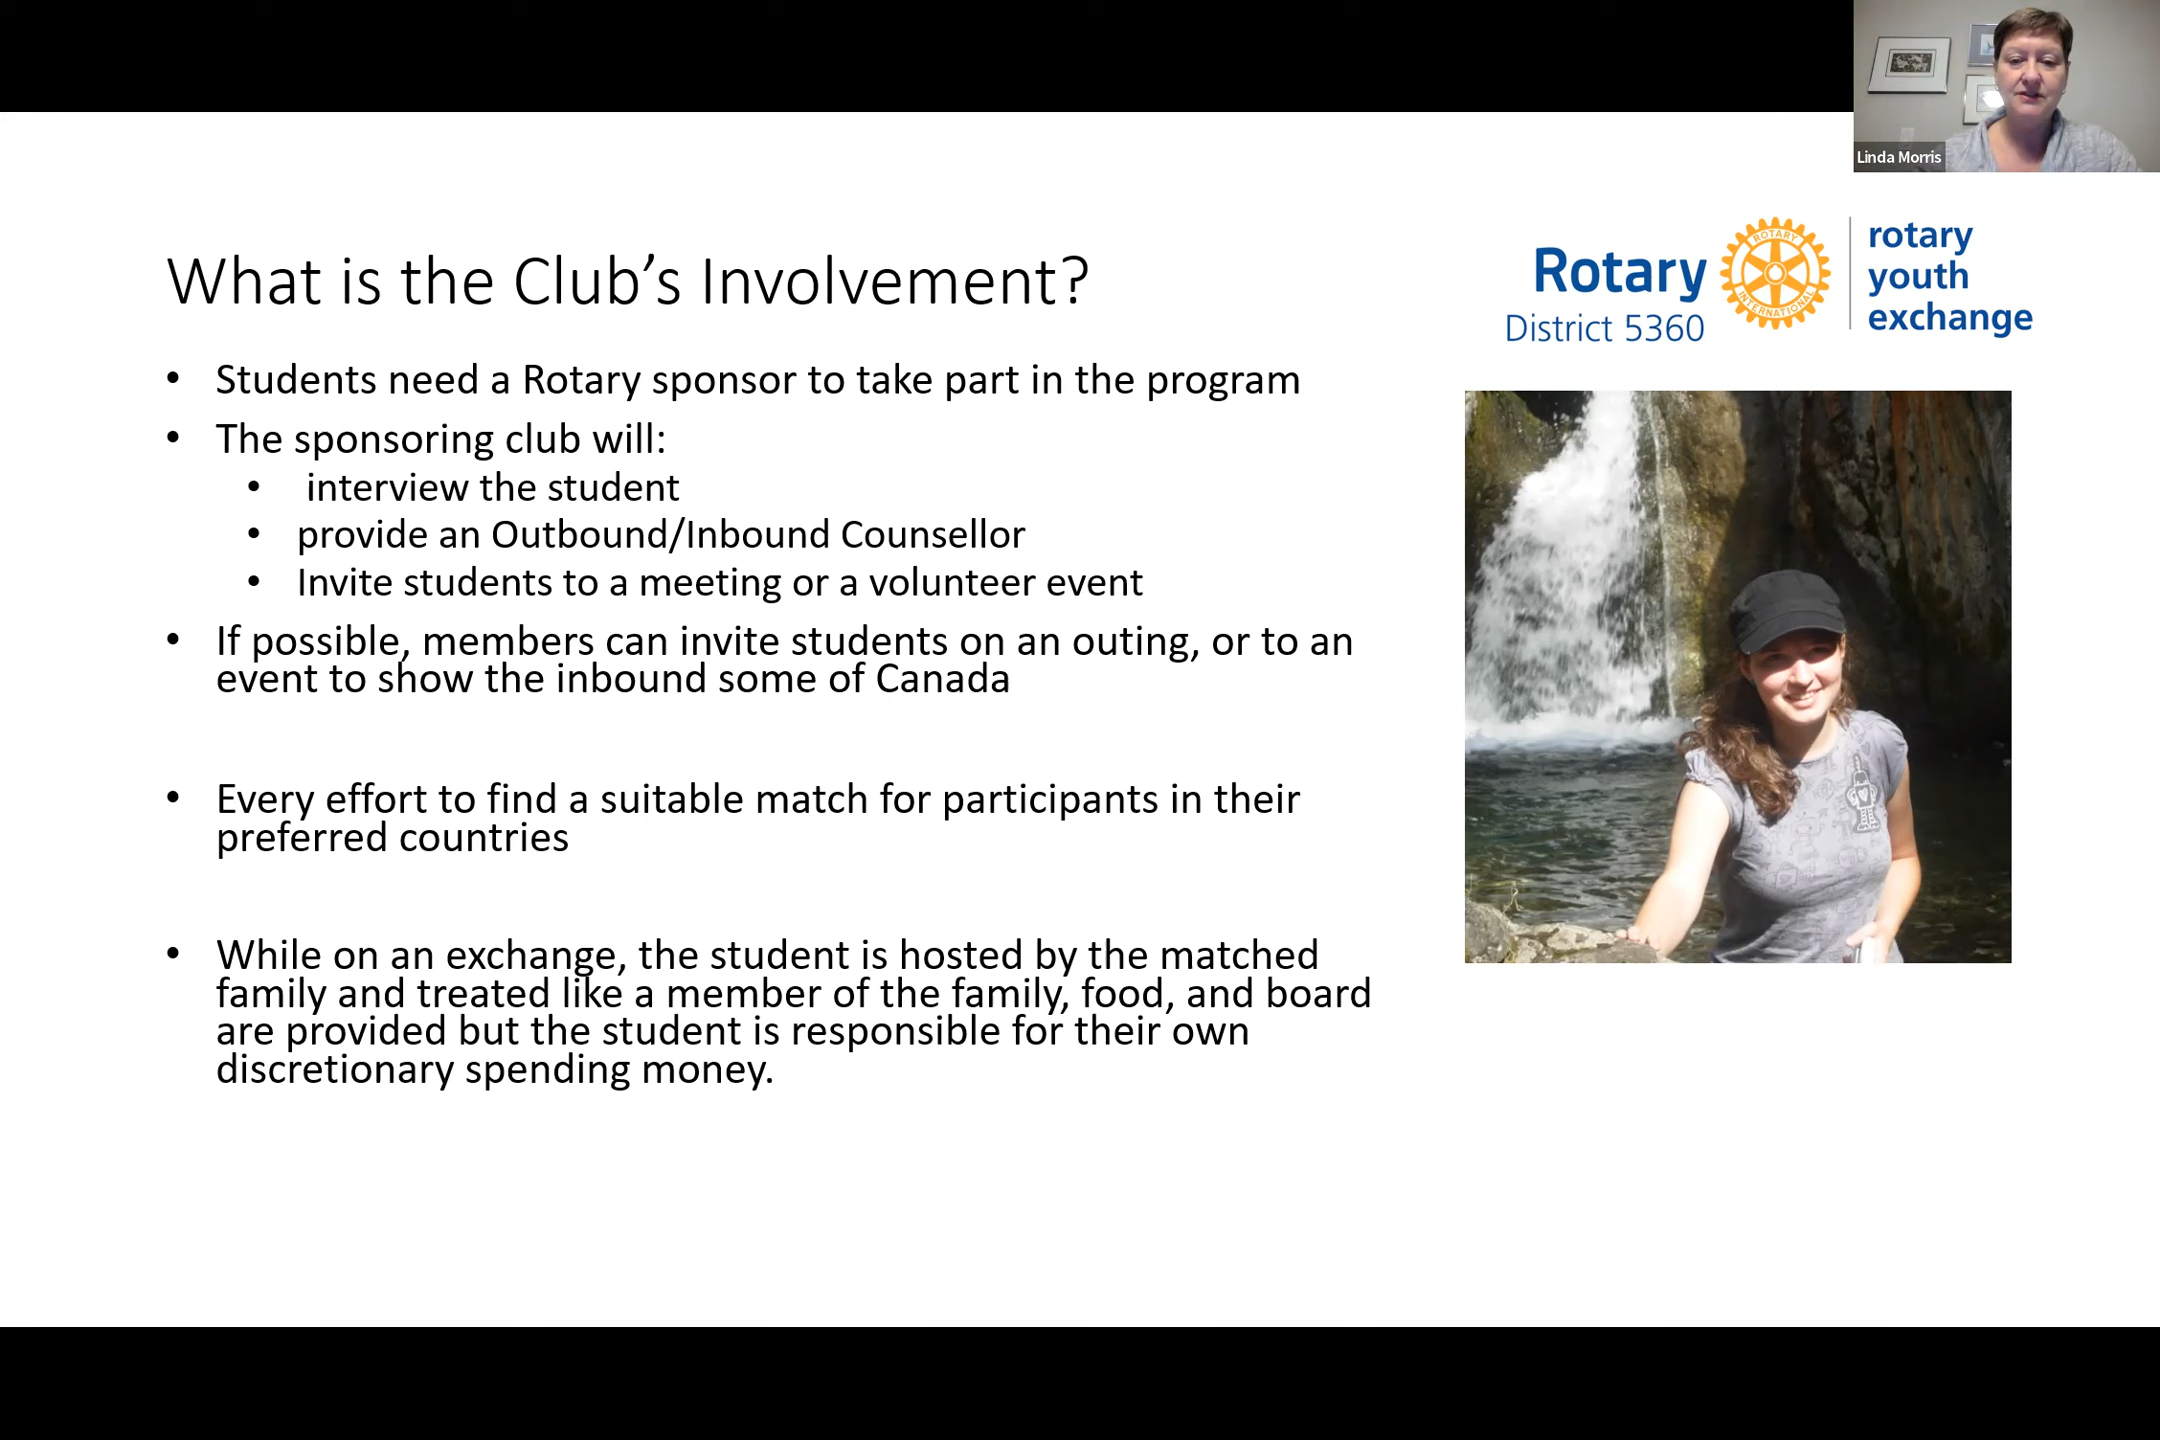 Linda Morris
Rotary
District 5360
ROTARY
INTERNATIONAL
rotary
youth
exchange
What is the Club’s Involvement?
• Students need a Rotary sponsor to take part in the program
• The sponsoring club will:
• interview the student
• provide an Outbound/Inbound Counsellor
• Invite students to a meeting or a volunteer event
• If possible, members can invite students on an outing, or to an
event to show the inbound some of Canada
• Every effort to find a suitable match for participants in their
preferred countries
• While on an exchange, the student is hosted by the matched
family and treated like a member of the family, food, and board
are provided but the student is responsible for their own
discretionary spending money.